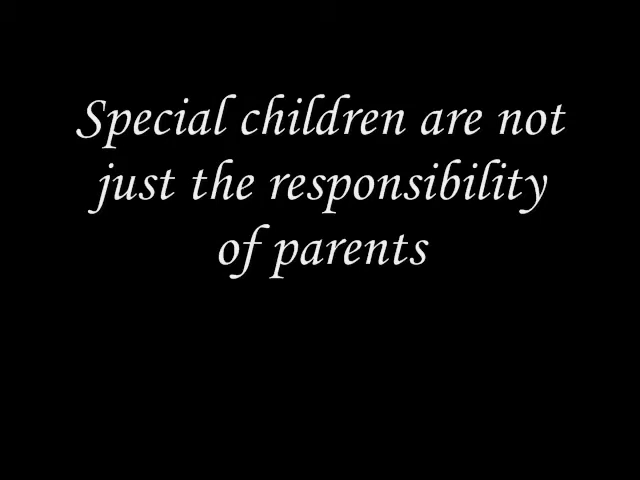 Special children are not
just the responsibility
of parents